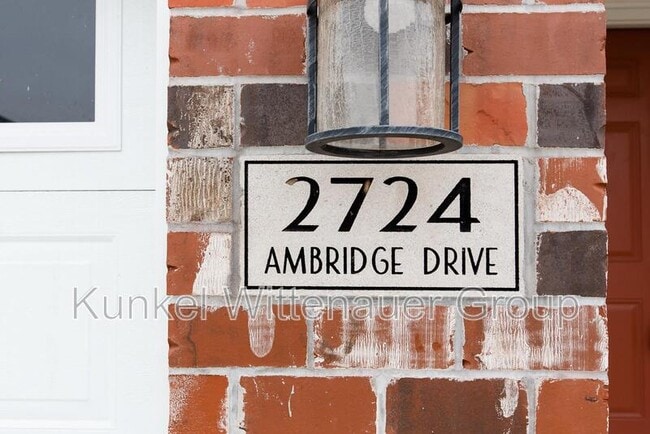 2724
AMBRIDGE DRIVE
Kunkel Wittenauer Group